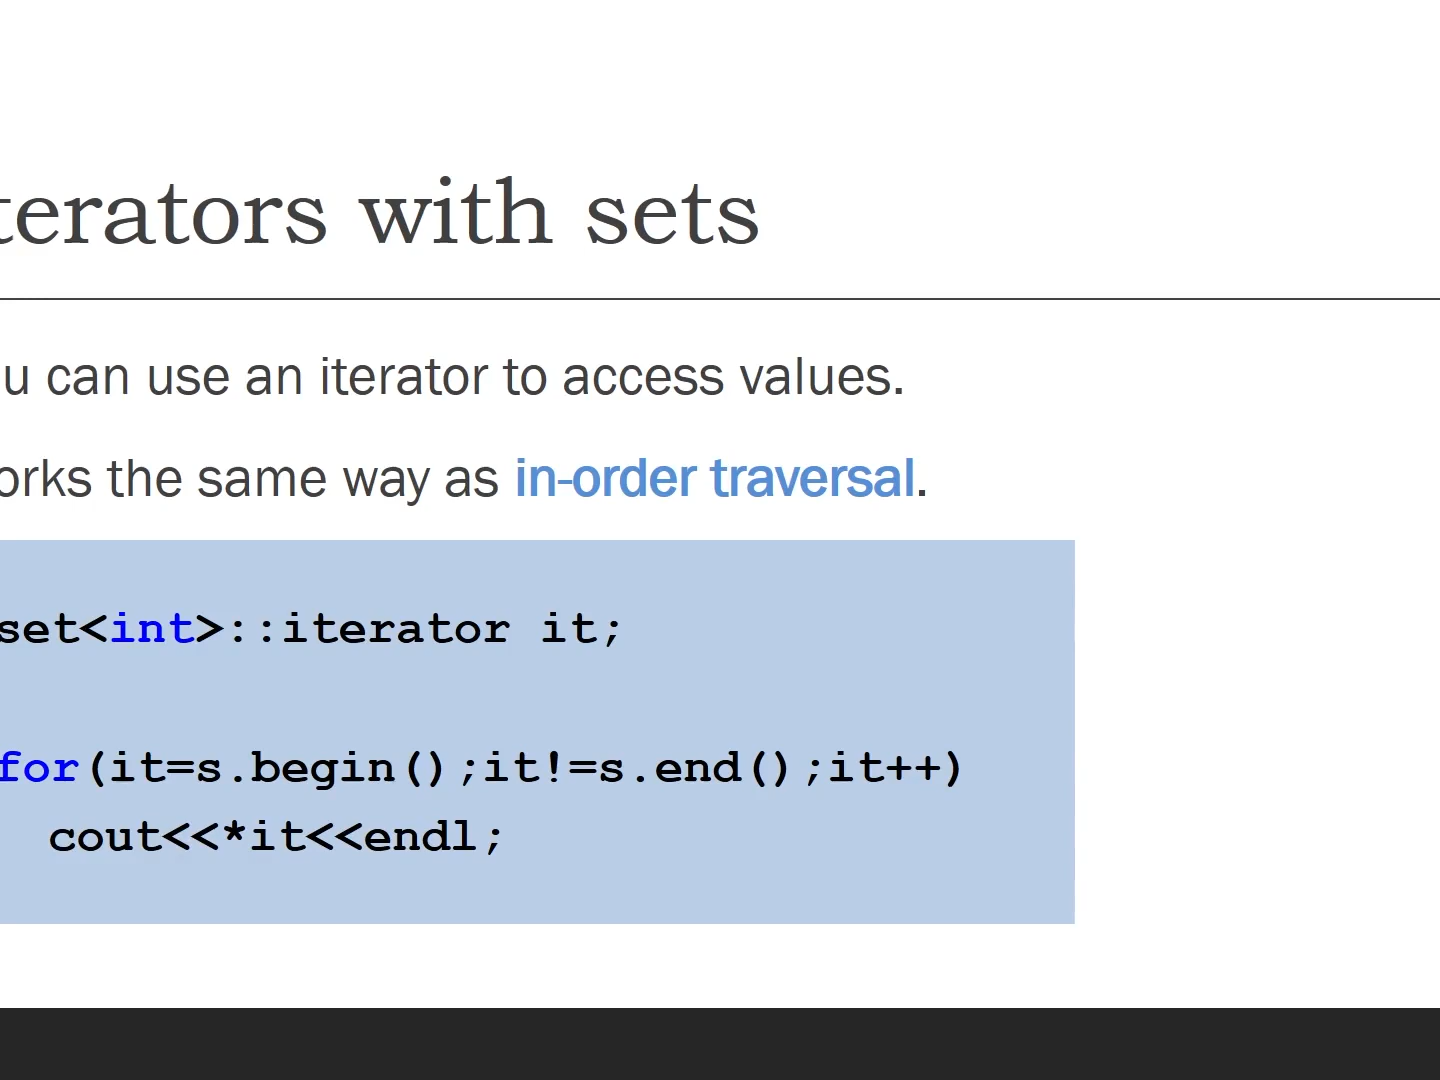 terators with sets
u can use an iterator to access values.
orks the same way as in-order traversal.
set<int>::iterator it;
for(it=s.begin();it!=s.end();it++)
cout<<*it<<endl;